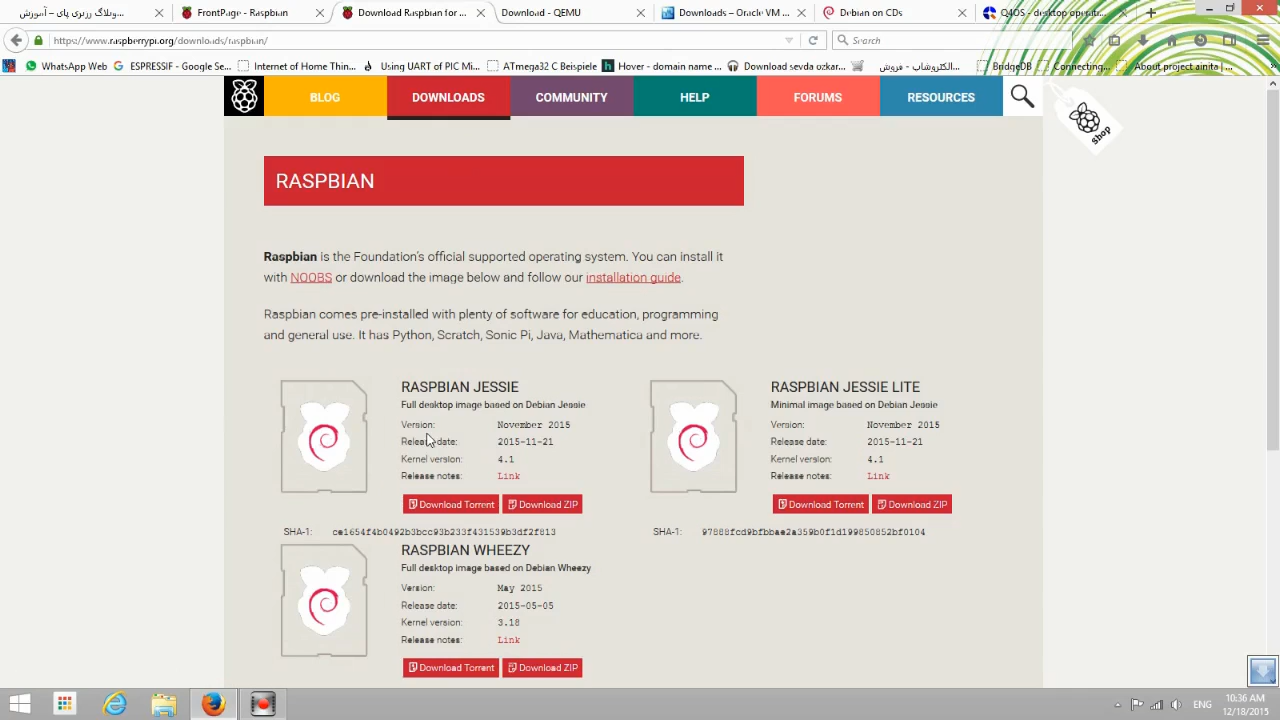 وبلاگ رزبری پای – آموزش...
FrontPage - Raspbian
Download Raspbian for ...
Download - QEMU
Downloads – Oracle VM ...
Debian on CDs
Q4OS - desktop operati...
https://www.raspberrypi.org/downloads/raspbian/
Search
WhatsApp Web
ESPRESSIF - Google Se...
Internet of Home Thin...
Using UART of PIC Mi...
ATmega32 C Beispiele
Hover - domain name ...
Download sevda ozkar...
الکتروشاپ - فروش...
BridgeDB
Connecting...
About project ainita |...
BLOG
DOWNLOADS
COMMUNITY
HELP
FORUMS
RESOURCES
shop
RASPBIAN
Raspbian is the Foundation's official supported operating system. You can install it
with NOOBS or download the image below and follow our installation guide.
Raspbian comes pre-installed with plenty of software for education, programming
and general use. It has Python, Scratch, Sonic Pi, Java, Mathematica and more.
RASPBIAN JESSIE
Full desktop image based on Debian Jessie
Version: November 2015
Release date: 2015-11-21
Kernel version: 4.1
Release notes: Link
Download Torrent
Download ZIP
SHA-1: ce1654f4b0492b3bcc93b233f431539b3df2f813
RASPBIAN JESSIE LITE
Minimal image based on Debian Jessie
Version: November 2015
Release date: 2015-11-21
Kernel version: 4.1
Release notes: Link
Download Torrent
Download ZIP
SHA-1: 97888fcd9bfbbae2a359b0f1d199850852bf0104
RASPBIAN WHEEZY
Full desktop image based on Debian Wheezy
Version: May 2015
Release date: 2015-05-05
Kernel version: 3.18
Release notes: Link
Download Torrent
Download ZIP
ENG
10:36 AM
12/18/2015